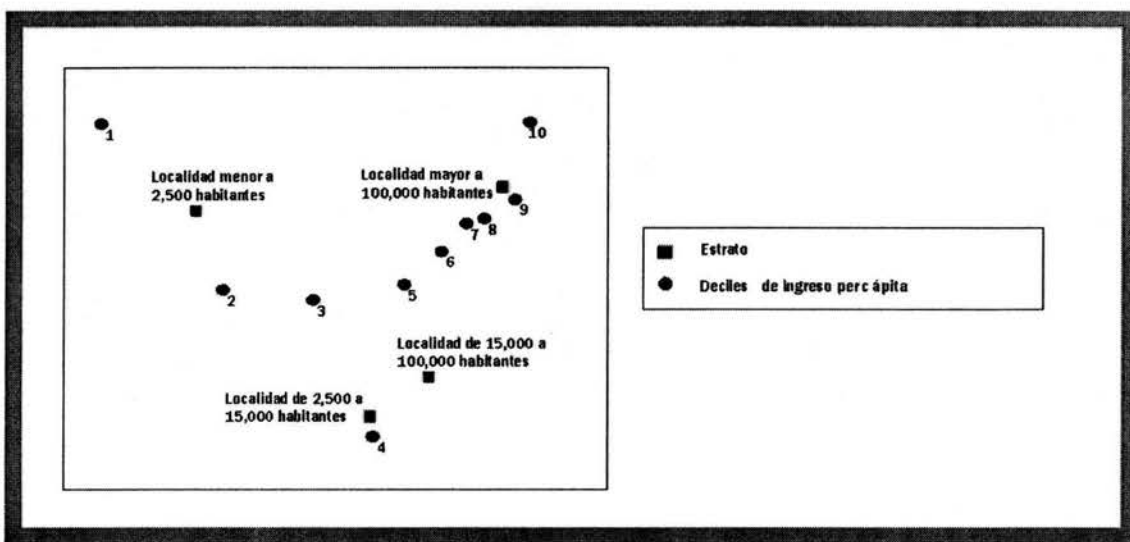 1
10
Localidad menor a
2,500 habitantes
Localidad mayor a
100,000 habitantes
9
8
7
6
5
2
3
Localidad de 15,000 a
100,000 habitantes
Localidad de 2,500 a
15,000 habitantes
4
Estrato
Deciles de ingreso perc ápita